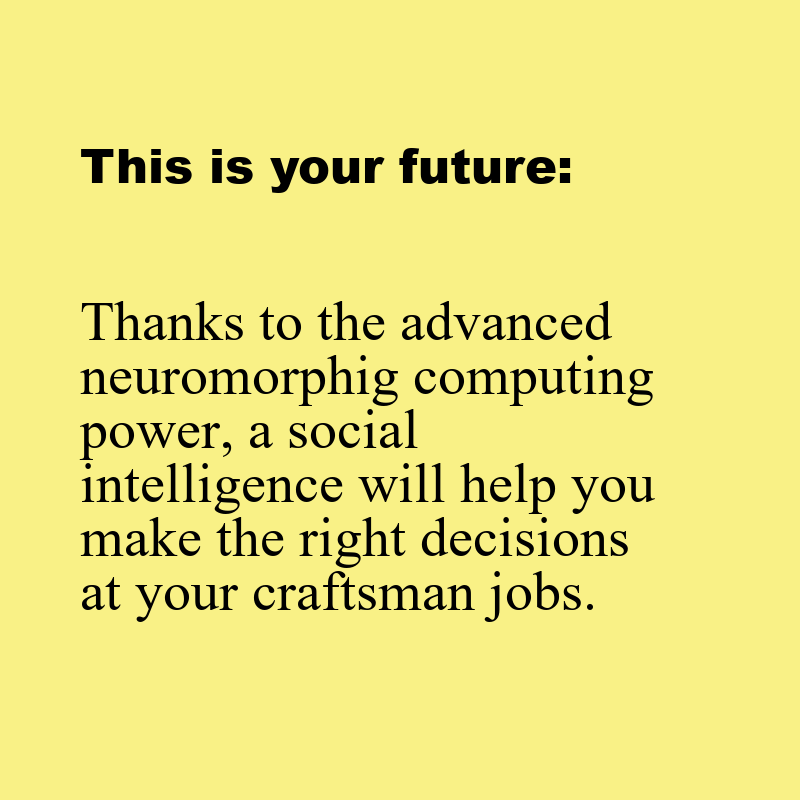 This is your future:
Thanks to the advanced
neuromorphig computing
power, a social
intelligence will help you
make the right decisions
at your craftsman jobs.